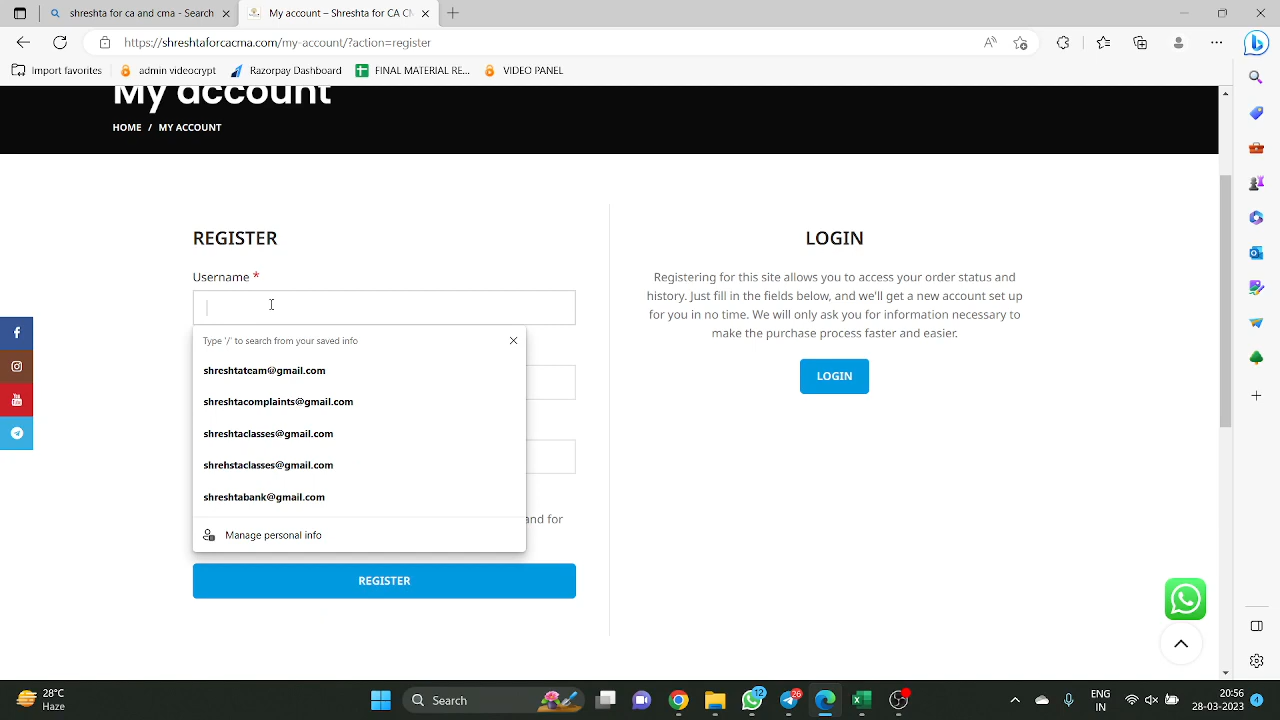 shreshta for cma - Search
My account – shreshta for CA CM
https://shreshtaforcacma.com/my-account/?action=register
Import favorites
admin videocrypt
Razorpay Dashboard
FINAL MATERIAL RE...
VIDEO PANEL
My account
HOME / MY ACCOUNT
REGISTER
LOGIN
Username *
Type '/' to search from your saved info
shreshtateam@gmail.com
shreshtacomplaints@gmail.com
shreshtaclasses@gmail.com
shrehstaclasses@gmail.com
shreshtabank@gmail.com
Manage personal info
and for
REGISTER
Registering for this site allows you to access your order status and
history. Just fill in the fields below, and we'll get a new account set up
for you in no time. We will only ask you for information necessary to
make the purchase process faster and easier.
LOGIN
28°C
Haze
Search
12
26
ENG
IN
20:56
28-03-2023
4